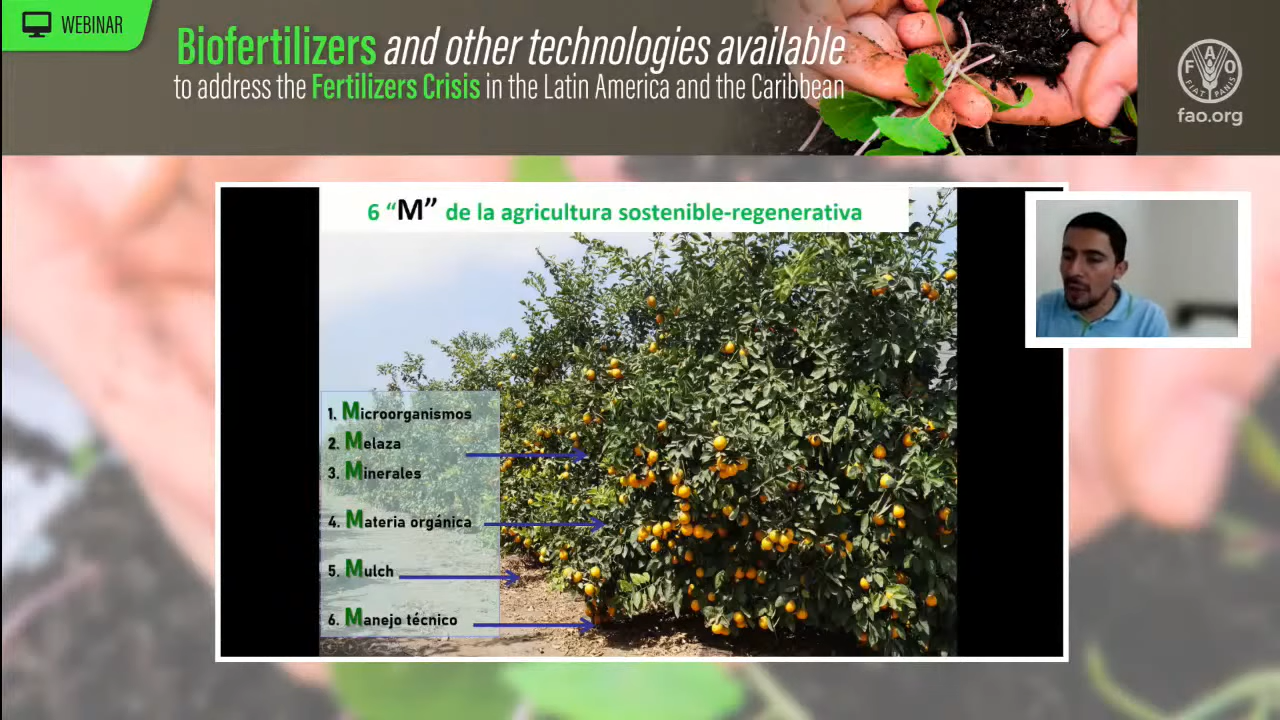 WEBINAR
Biofertilizers and other technologies available
to address the Fertilizers Crisis in the Latin America and the Caribbean
F A O
FIAT PANIS
fao.org
6 “M” de la agricultura sostenible-regenerativa
1. Microorganismos
2. Melaza
3. Minerales
4. Materia orgánica
5. Mulch
6. Manejo técnico